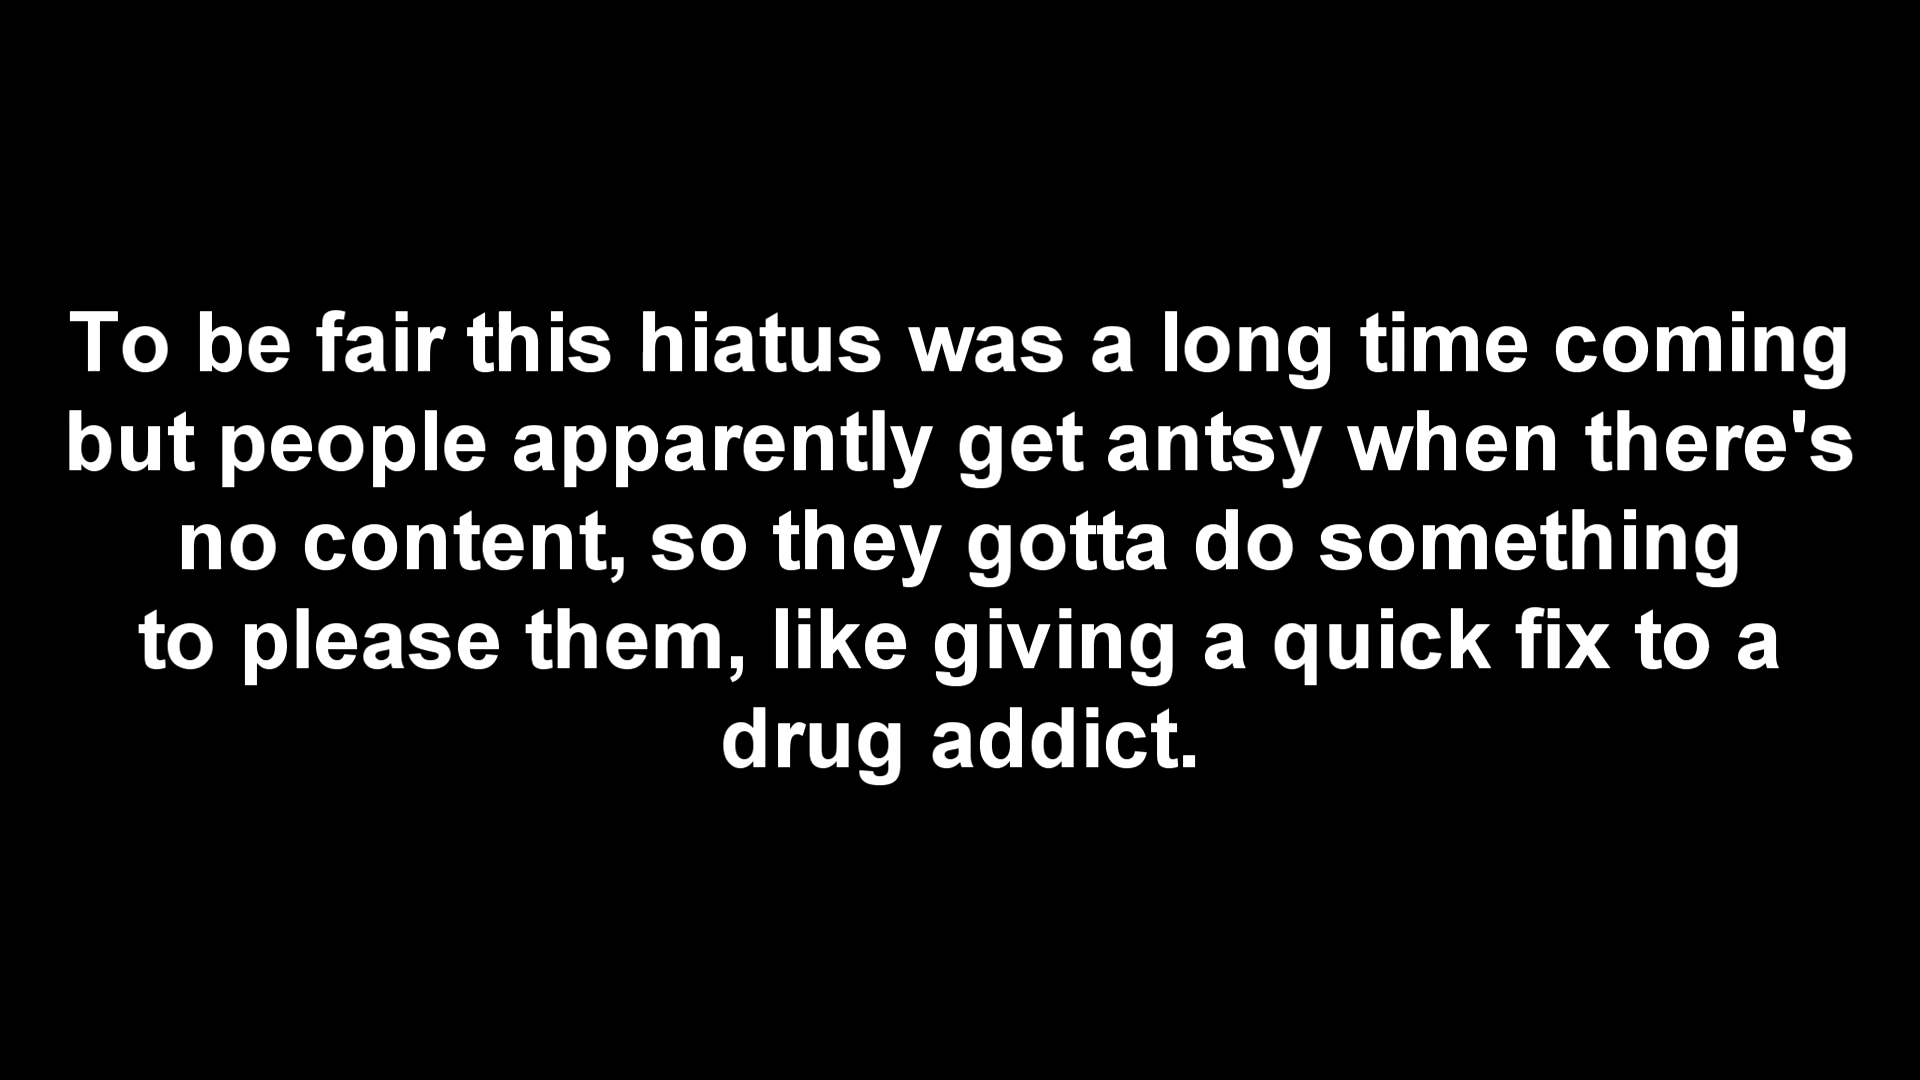 To be fair this hiatus was a long time coming
but people apparently get antsy when there's
no content, so they gotta do something
to please them, like giving a quick fix to a
drug addict.